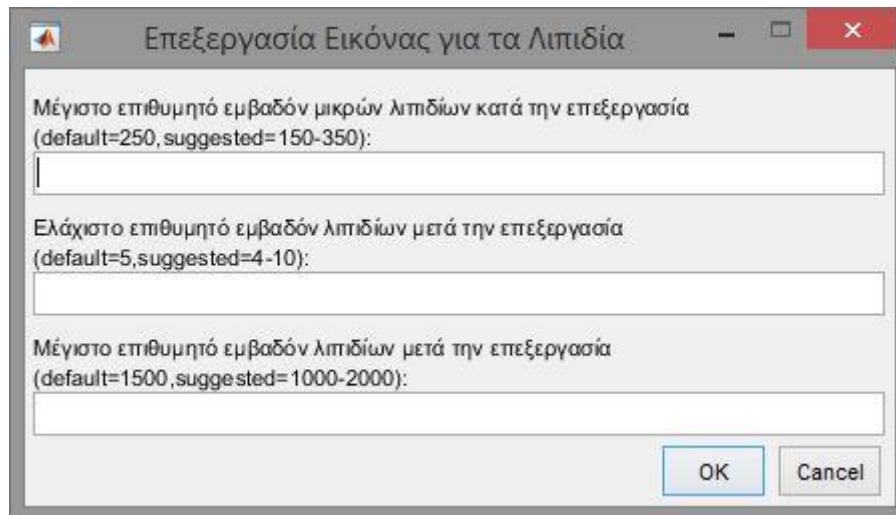 Επεξεργασία Εικόνας για τα Λιπιδία
Μέγιστο επιθυμητό εμβαδόν μικρών λιπιδίων κατά την επεξεργασία
(default=250,suggested=150-350):
Ελάχιστο επιθυμητό εμβαδόν λιπιδίων μετά την επεξεργασία
(default=5,suggested=4-10):
Μέγιστο επιθυμητό εμβαδόν λιπιδίων μετά την επεξεργασία
(default=1500,suggested=1000-2000):
OK Cancel